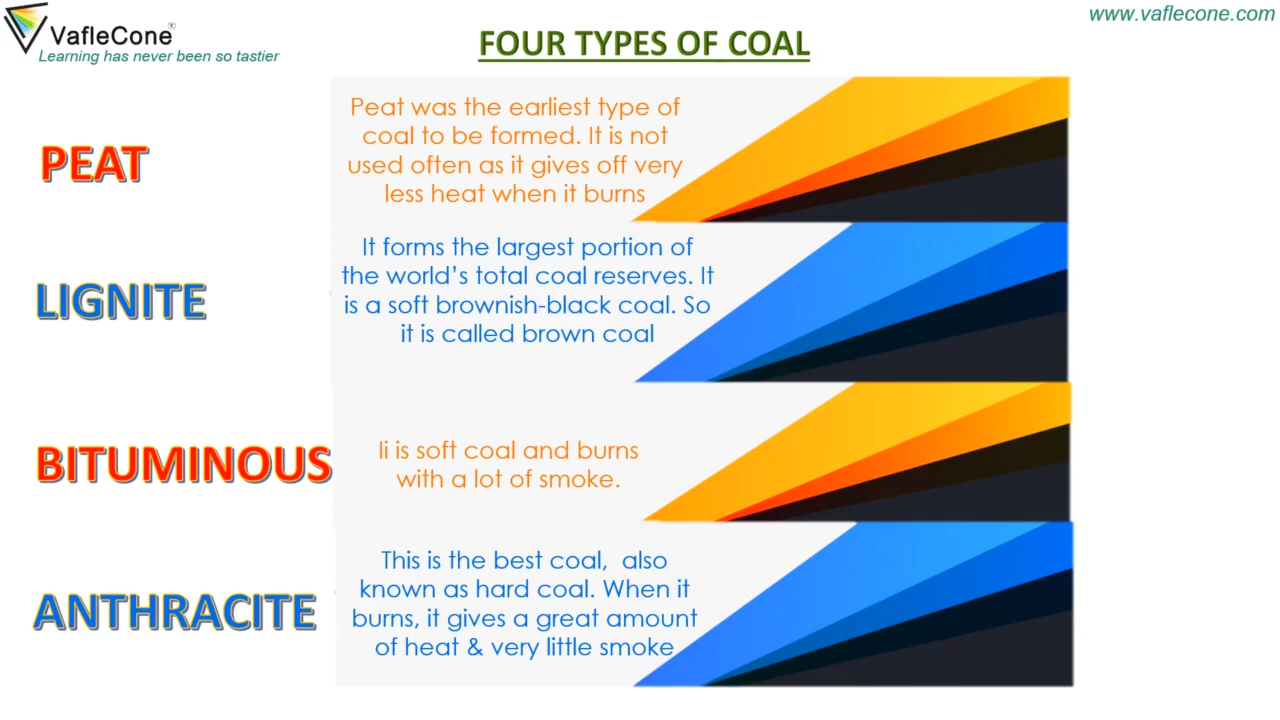 VafleCone®
Learning has never been so tastier
www.vaflecone.com
FOUR TYPES OF COAL
PEAT
Peat was the earliest type of
coal to be formed. It is not
used often as it gives off very
less heat when it burns
LIGNITE
It forms the largest portion of
the world's total coal reserves. It
is a soft brownish-black coal. So
it is called brown coal
BITUMINOUS
Ii is soft coal and burns
with a lot of smoke.
ANTHRACITE
This is the best coal,  also
known as hard coal. When it
burns, it gives a great amount
of heat & very little smoke